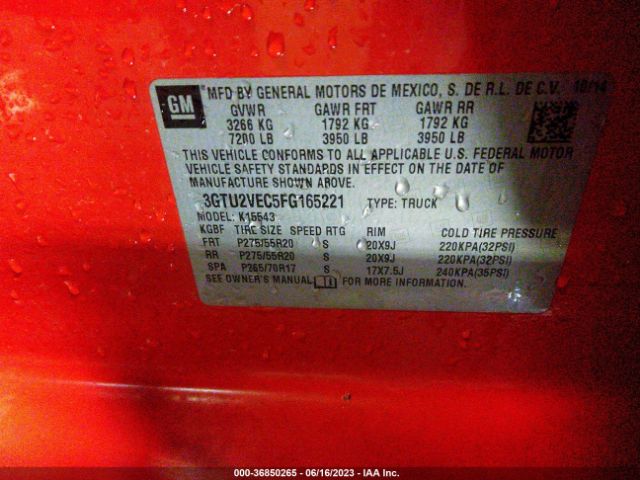 GM
MFD BY GENERAL MOTORS DE MEXICO, S. DE R.L. DE C.V. 10/14
GVWR GAWR FRT GAWR RR
3266 KG 1792 KG 1792 KG
7200 LB 3950 LB 3950 LB
THIS VEHICLE CONFORMS TO ALL APPLICABLE U.S. FEDERAL MOTOR
VEHICLE SAFETY STANDARDS IN EFFECT ON THE DATE OF
MANUFACTURE SHOWN ABOVE.
3GTU2VEC5FG165221 TYPE: TRUCK
MODEL: K15543
KGBF TIRE SIZE SPEED RTG RIM COLD TIRE PRESSURE
FRT P275/55R20 S 20X9J 220KPA(32PSI)
RR P275/55R20 S 20X9J 220KPA(32PSI)
SPA P265/70R17 S 17X7.5J 240KPA(35PSI)
SEE OWNER'S MANUAL FOR MORE INFORMATION.
000-36850265 - 06/16/2023 - IAA Inc.